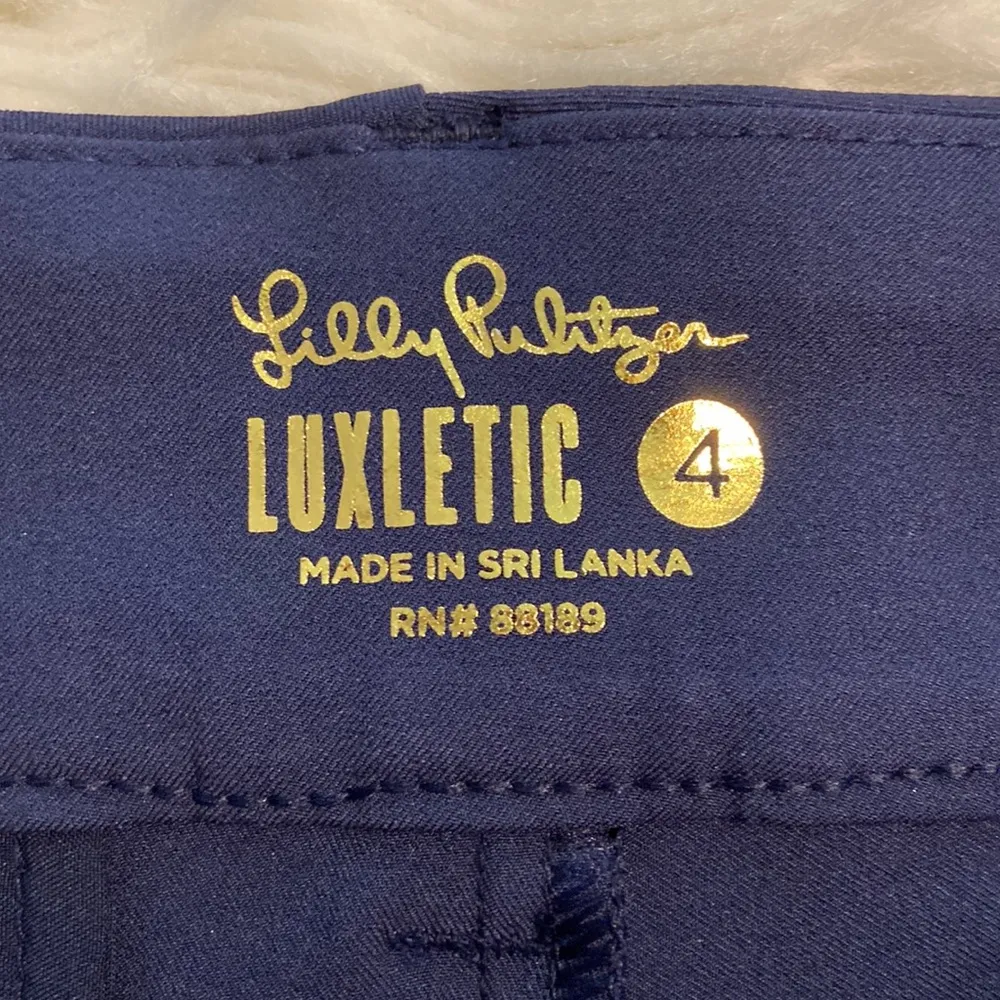 Lilly Pulitzer
LUXLETIC 4
MADE IN SRI LANKA
RN# 88189